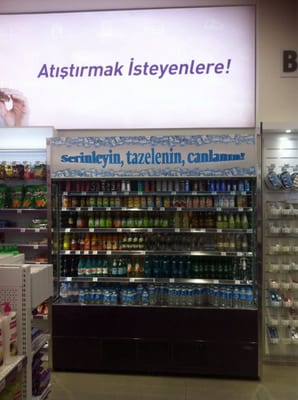 Atıştırmak İsteyenlere!
Serinleyin, tazelenin, canlanın!
B